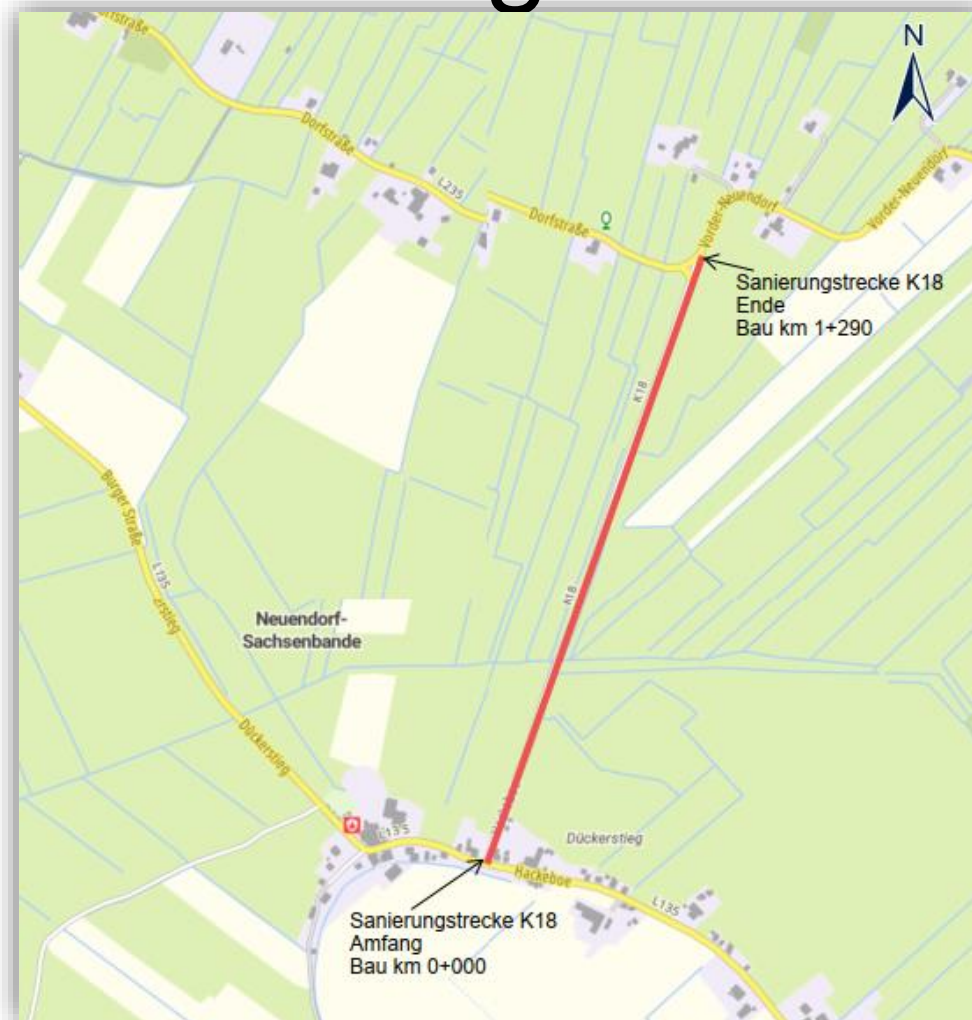 g
Dorfstraße
N
Dorfstraße
L235
Dorfstraße
Vorder-Neuendorf
Vorder-Neuendorf
Sanierungstrecke K18
Ende
Bau km 1+290
K18
Burger Straße
L135
K18
Neuendorf-
Sachsenbande
Dückerstieg
L135
Dückerstieg
Hackeboe
L135
Sanierungstrecke K18
Amfang
Bau km 0+000